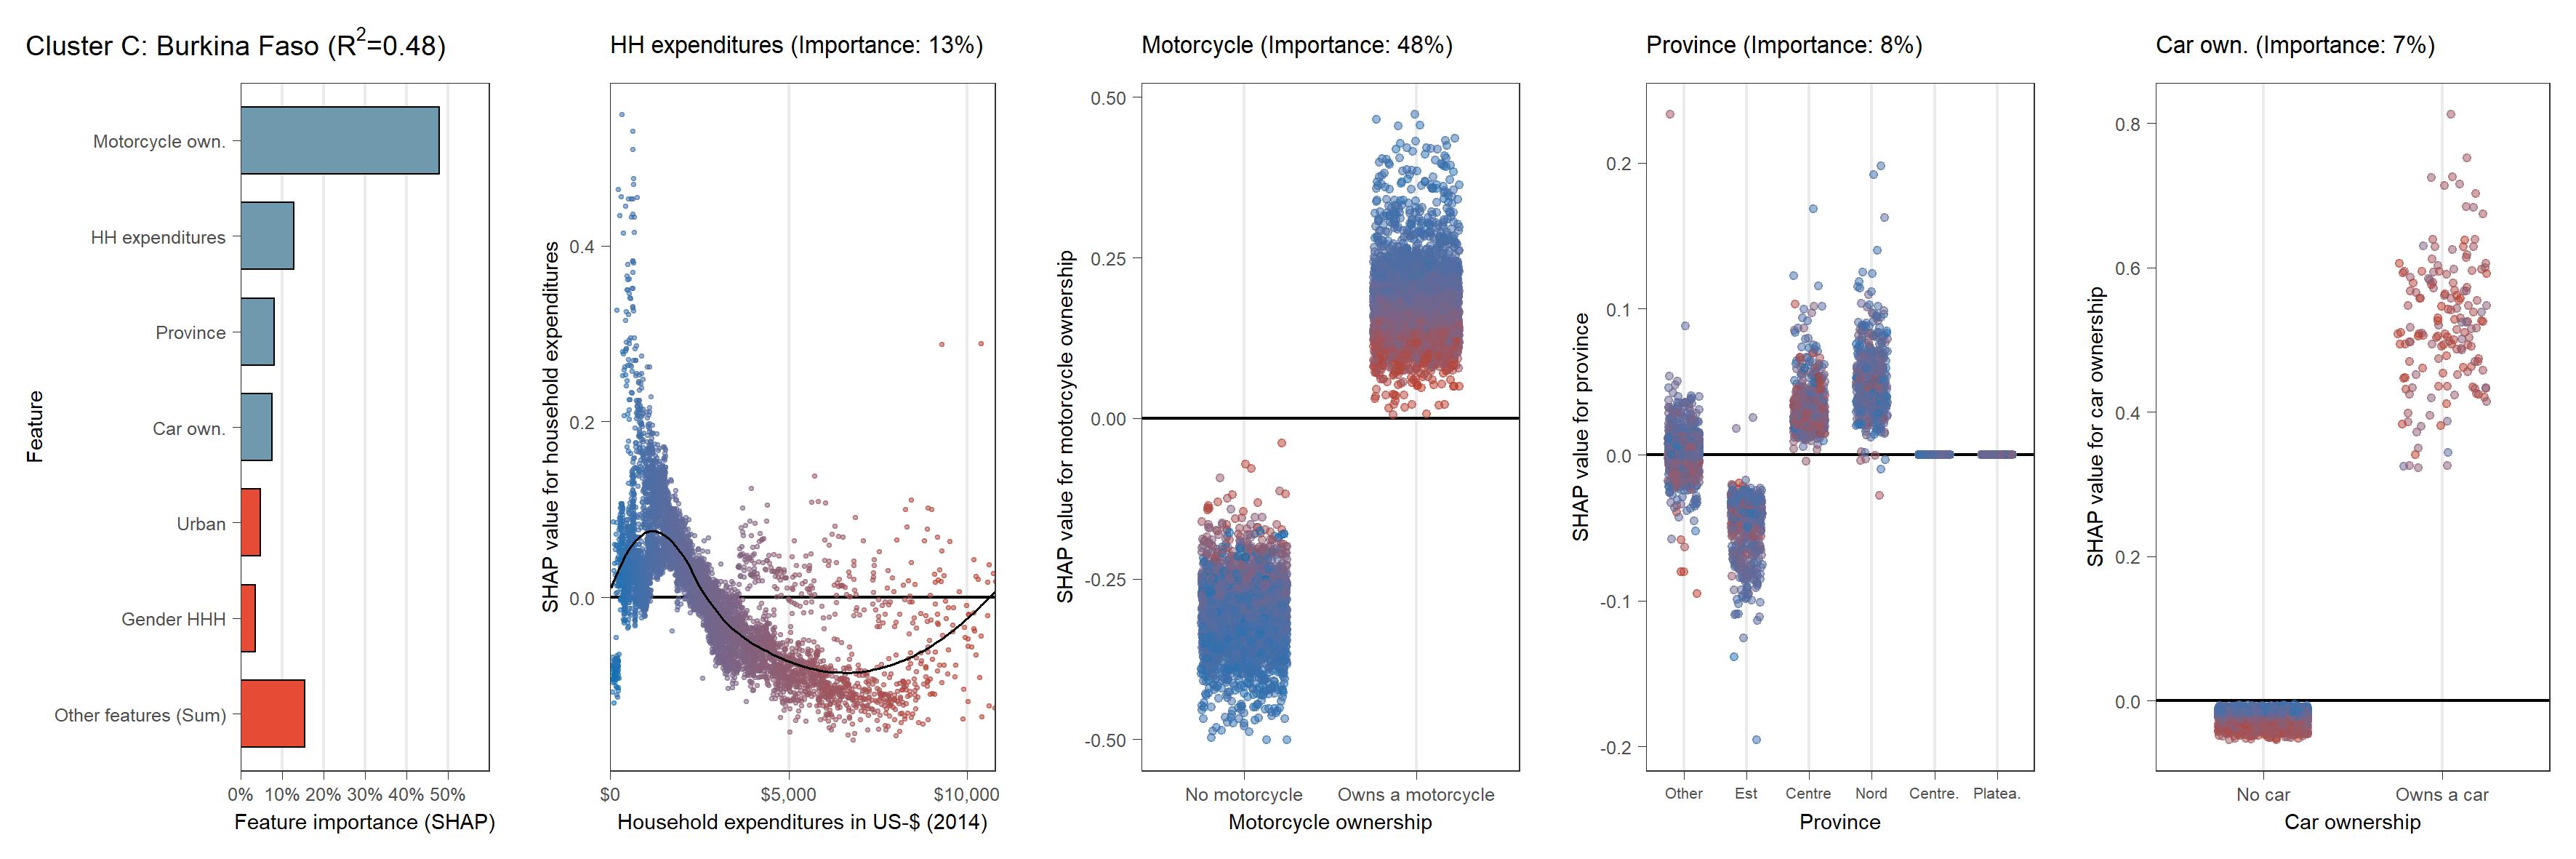 Cluster C: Burkina Faso (R2=0.48)
Feature
Motorcycle own.
HH expenditures
Province
Car own.
Urban
Gender HHH
Other features (Sum)
0% 10% 20% 30% 40% 50%
Feature importance (SHAP)
HH expenditures (Importance: 13%)
SHAP value for household expenditures
0.4
0.2
0.0
$0 $5,000 $10,000
Household expenditures in US-$ (2014)
Motorcycle (Importance: 48%)
SHAP value for motorcycle ownership
0.50
0.25
0.00
-0.25
-0.50
No motorcycle Owns a motorcycle
Motorcycle ownership
Province (Importance: 8%)
SHAP value for province
0.2
0.1
0.0
-0.1
-0.2
Other Est Centre Nord Centre. Platea.
Province
Car own. (Importance: 7%)
SHAP value for car ownership
0.8
0.6
0.4
0.2
0.0
No car Owns a car
Car ownership